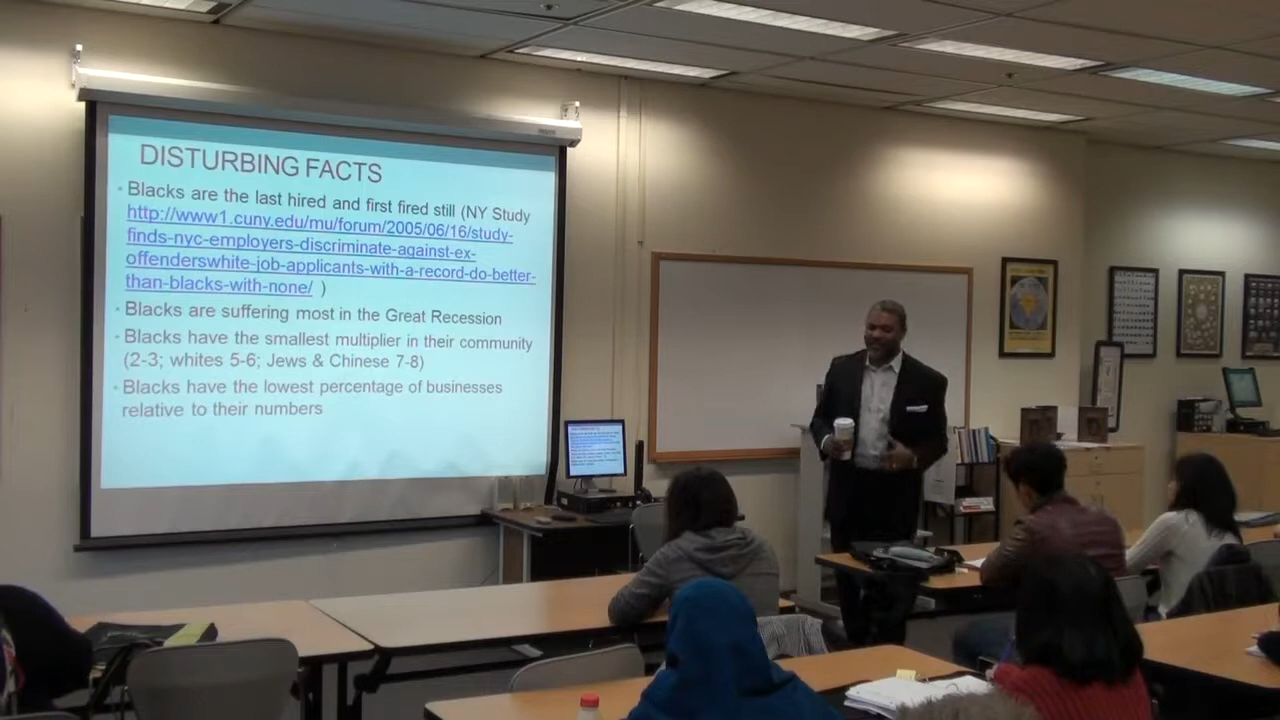 DISTURBING FACTS
• Blacks are the last hired and first fired still (NY Study
http://www1.cuny.edu/mu/forum/2005/06/16/study-
finds-nyc-employers-discriminate-against-ex-
offenderswhite-job-applicants-with-a-record-do-better-
than-blacks-with-none/ )
• Blacks are suffering most in the Great Recession
• Blacks have the smallest multiplier in their community
(2-3; whites 5-6; Jews & Chinese 7-8)
• Blacks have the lowest percentage of businesses
relative to their numbers